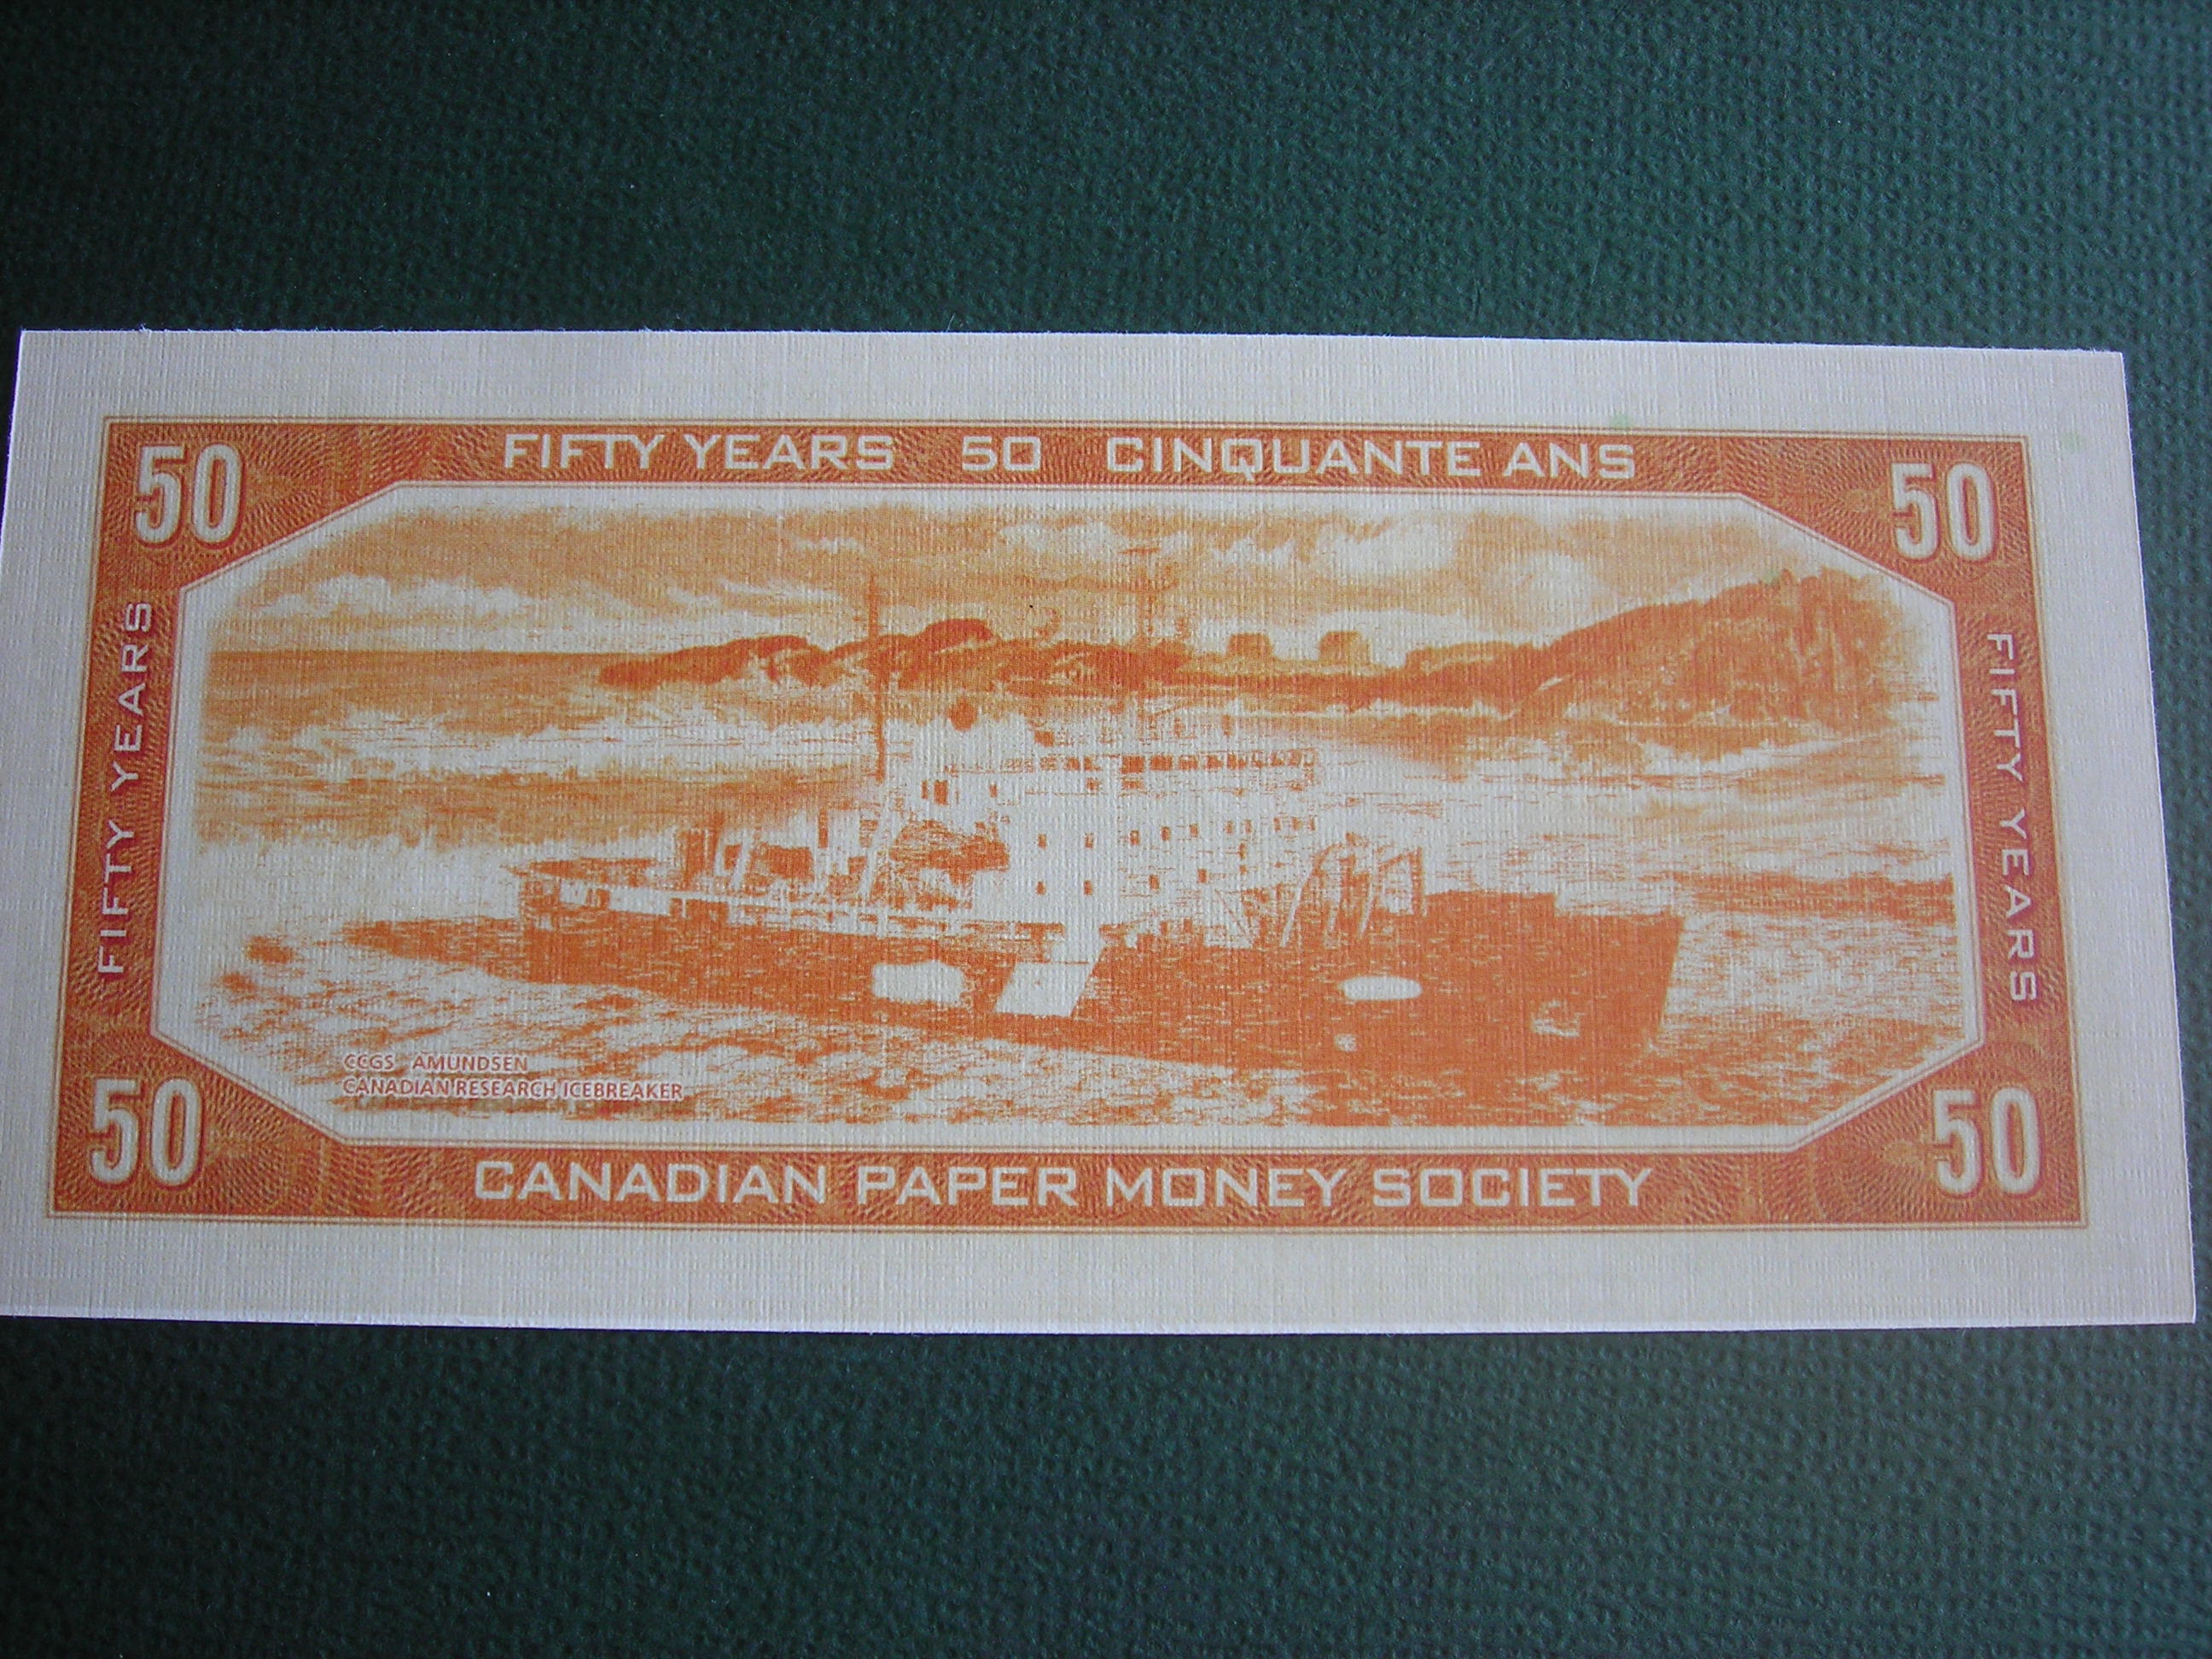 50 FIFTY YEARS 50 CINQUANTE ANS 50
FIFTY YEARS
FIFTY YEARS
CCGS AMUNDSEN
CANADIAN RESEARCH ICEBREAKER
50 CANADIAN PAPER MONEY SOCIETY 50